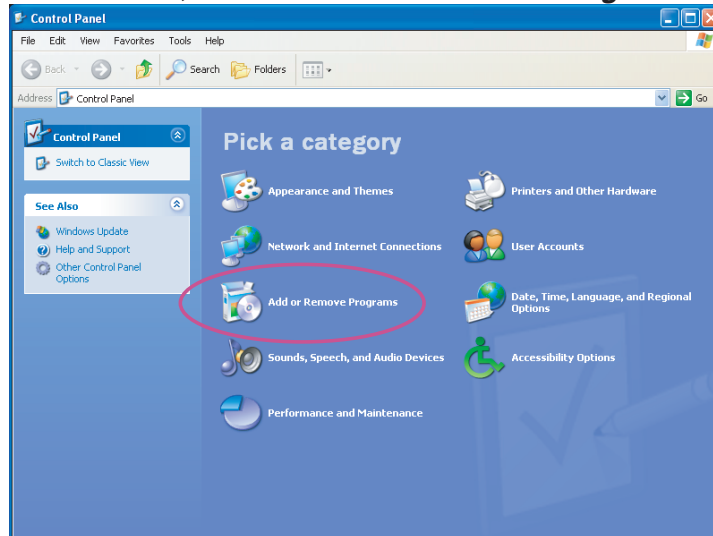 Control Panel
File Edit View Favorites Tools Help
Back Search Folders
Address Control Panel Go
Control Panel
Switch to Classic View
See Also
Windows Update
Help and Support
Other Control Panel
Options
Pick a category
Appearance and Themes
Printers and Other Hardware
Network and Internet Connections
User Accounts
Add or Remove Programs
Date, Time, Language, and Regional
Options
Sounds, Speech, and Audio Devices
Accessibility Options
Performance and Maintenance